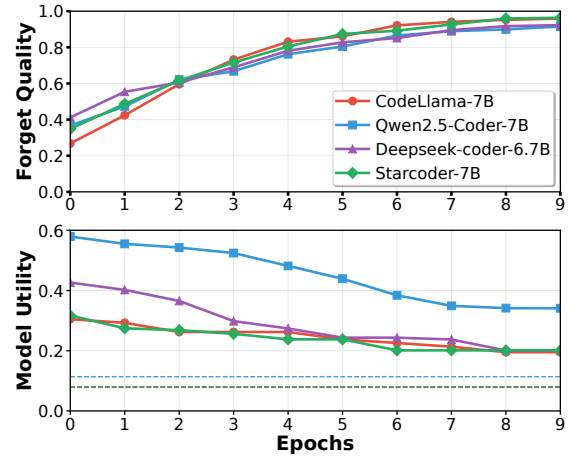 Forget Quality
1.0
0.8
0.6
0.4
0.2
0.0
CodeLlama-7B
Qwen2.5-Coder-7B
Deepseek-coder-6.7B
Starcoder-7B
0 1 2 3 4 5 6 7 8 9
Model Utility
0.6
0.4
0.2
0.0
0 1 2 3 4 5 6 7 8 9
Epochs